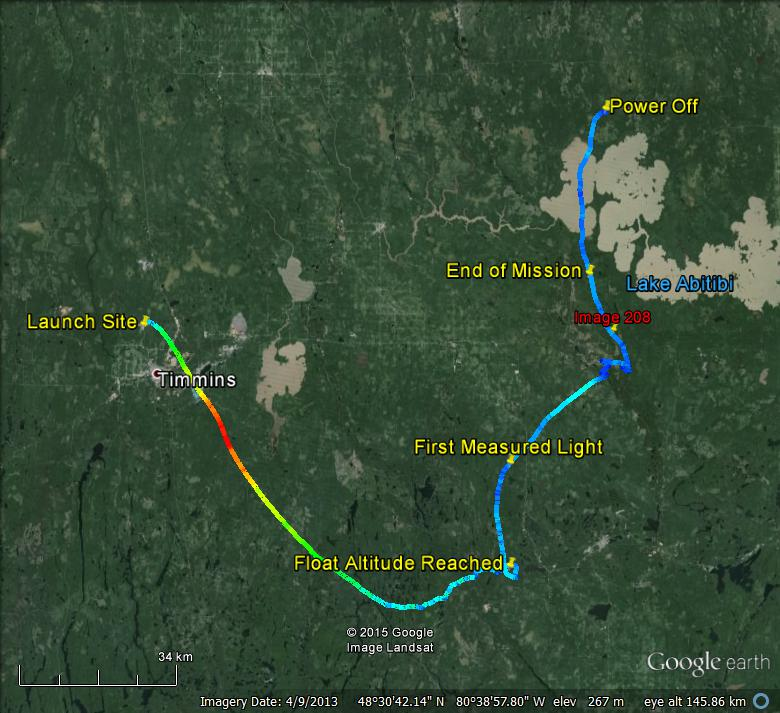 Power Off
End of Mission
Lake Abitibi
Image 208
Launch Site
Timmins
First Measured Light
Float Altitude Reached
© 2015 Google
Image Landsat
34 km
Google earth
Imagery Date: 4/9/2013 48°30'42.14" N 80°38'57.80" W elev 267 m eye alt 145.86 km